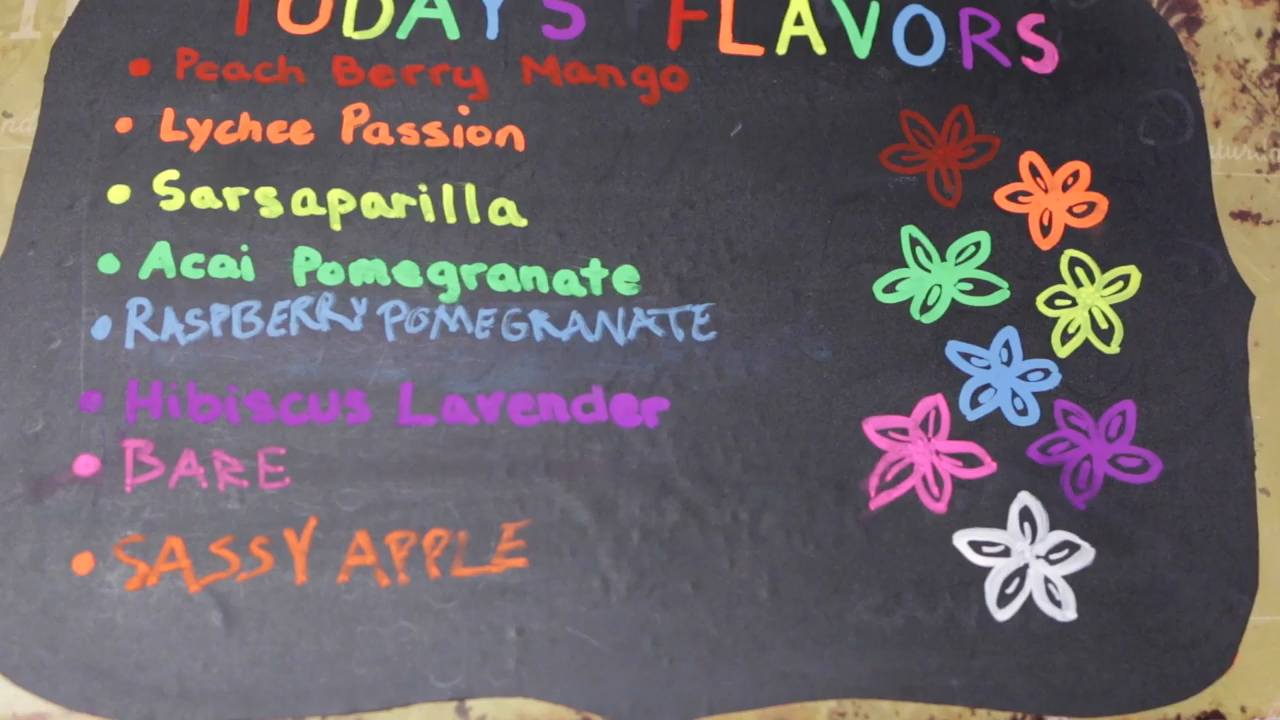 TODAY'S FLAVORS
• Peach Berry Mango
• Lychee Passion
• Sarsaparilla
• Acai Pomegranate
• RASPBERRY POMEGRANATE
• Hibiscus Lavender
• BARE
• SASSY APPLE